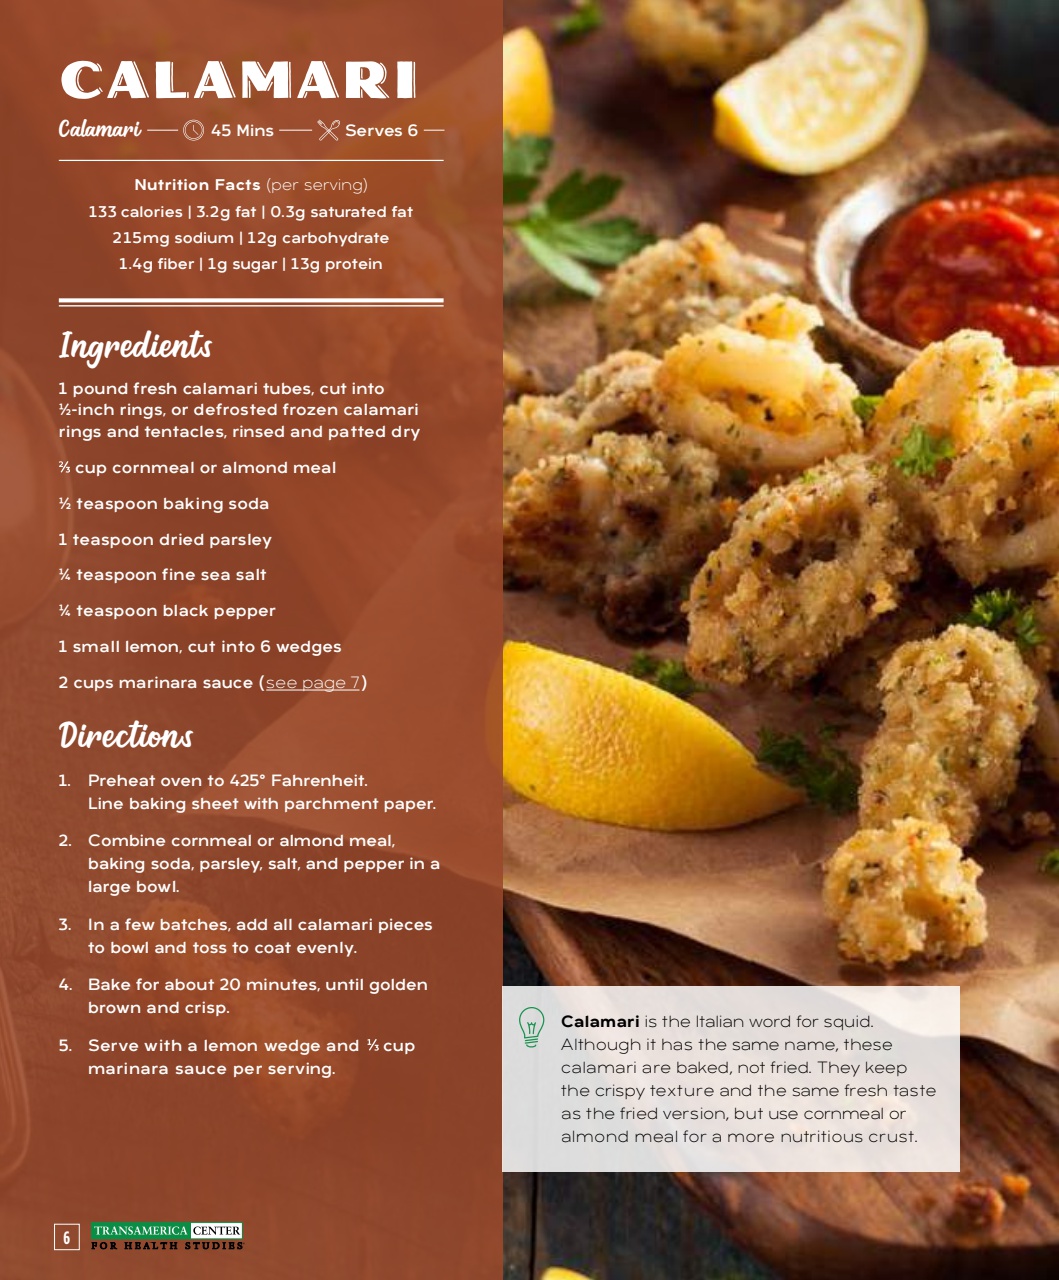 CALAMARI
Calamari 45 Mins Serves 6
Nutrition Facts (per serving)
133 calories | 3.2g fat | 0.3g saturated fat
215mg sodium | 12g carbohydrate
1.4g fiber | 1g sugar | 13g protein
Ingredients
1 pound fresh calamari tubes, cut into
½-inch rings, or defrosted frozen calamari
rings and tentacles, rinsed and patted dry
⅔ cup cornmeal or almond meal
½ teaspoon baking soda
1 teaspoon dried parsley
¼ teaspoon fine sea salt
¼ teaspoon black pepper
1 small lemon, cut into 6 wedges
2 cups marinara sauce (see page 7)
Directions
1. Preheat oven to 425° Fahrenheit.
Line baking sheet with parchment paper.
2. Combine cornmeal or almond meal,
baking soda, parsley, salt, and pepper in a
large bowl.
3. In a few batches, add all calamari pieces
to bowl and toss to coat evenly.
4. Bake for about 20 minutes, until golden
brown and crisp.
5. Serve with a lemon wedge and ⅓ cup
marinara sauce per serving.
Calamari is the Italian word for squid.
Although it has the same name, these
calamari are baked, not fried. They keep
the crispy texture and the same fresh taste
as the fried version, but use cornmeal or
almond meal for a more nutritious crust.
6 TRANSAMERICA CENTER
FOR HEALTH STUDIES